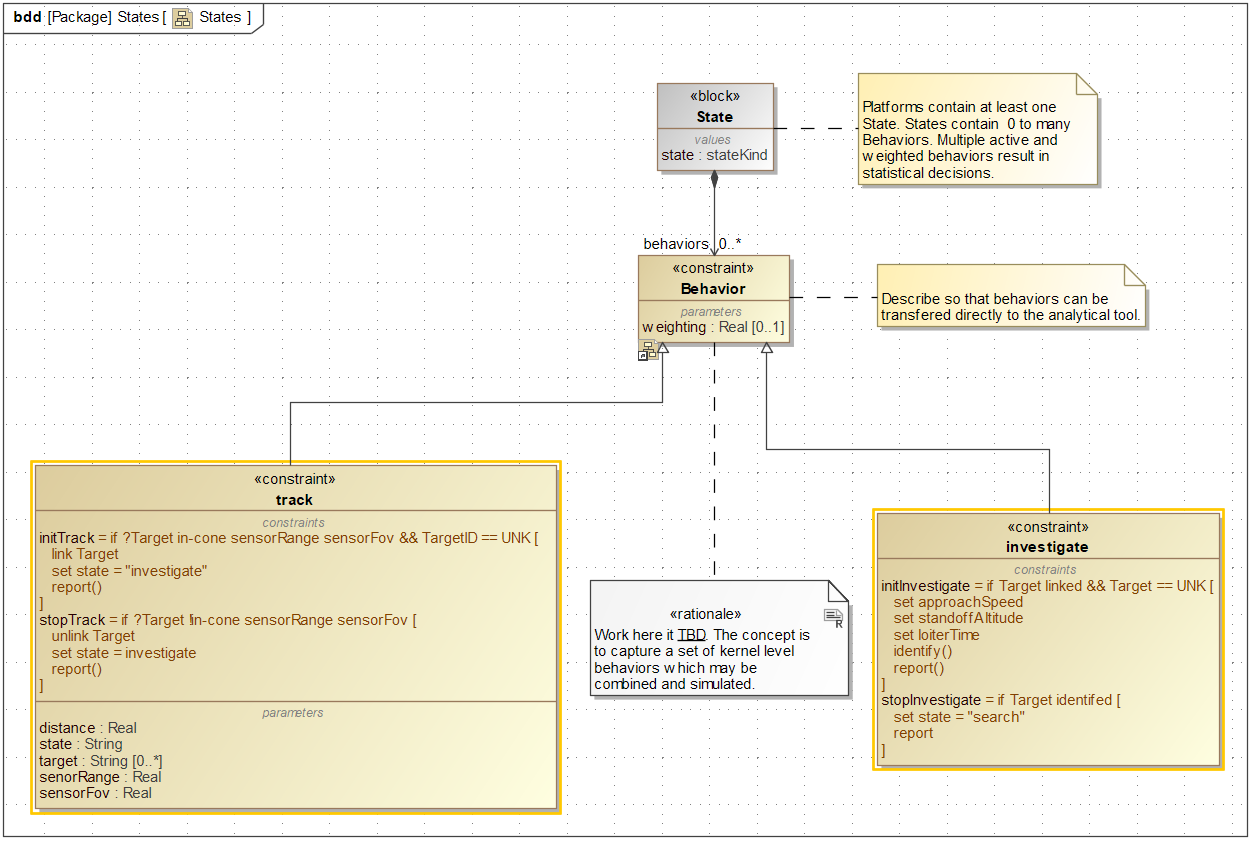 bdd [Package] States [ States ]
«block»
State
values
state : stateKind
Platforms contain at least one
State. States contain 0 to many
Behaviors. Multiple active and
weighted behaviors result in
statistical decisions.
behaviors 0..*
«constraint»
Behavior
parameters
weighting : Real [0..1]
Describe so that behaviors can be
transfered directly to the analytical tool.
«constraint»
track
constraints
initTrack = if ?Target in-cone sensorRange sensorFov && TargetID == UNK [
link Target
set state = "investigate"
report()
]
stopTrack = if ?Target !in-cone sensorRange sensorFov [
unlink Target
set state = investigate
report()
]
parameters
distance : Real
state : String
target : String [0..*]
senorRange : Real
sensorFov : Real
«rationale»
R
Work here it TBD. The concept is
to capture a set of kernel level
behaviors which may be
combined and simulated.
«constraint»
investigate
constraints
initInvestigate = if Target linked && Target == UNK [
set approachSpeed
set standoffAltitude
set loiterTime
identify()
report()
]
stopInvestigate = if Target identifed [
set state = "search"
report
]